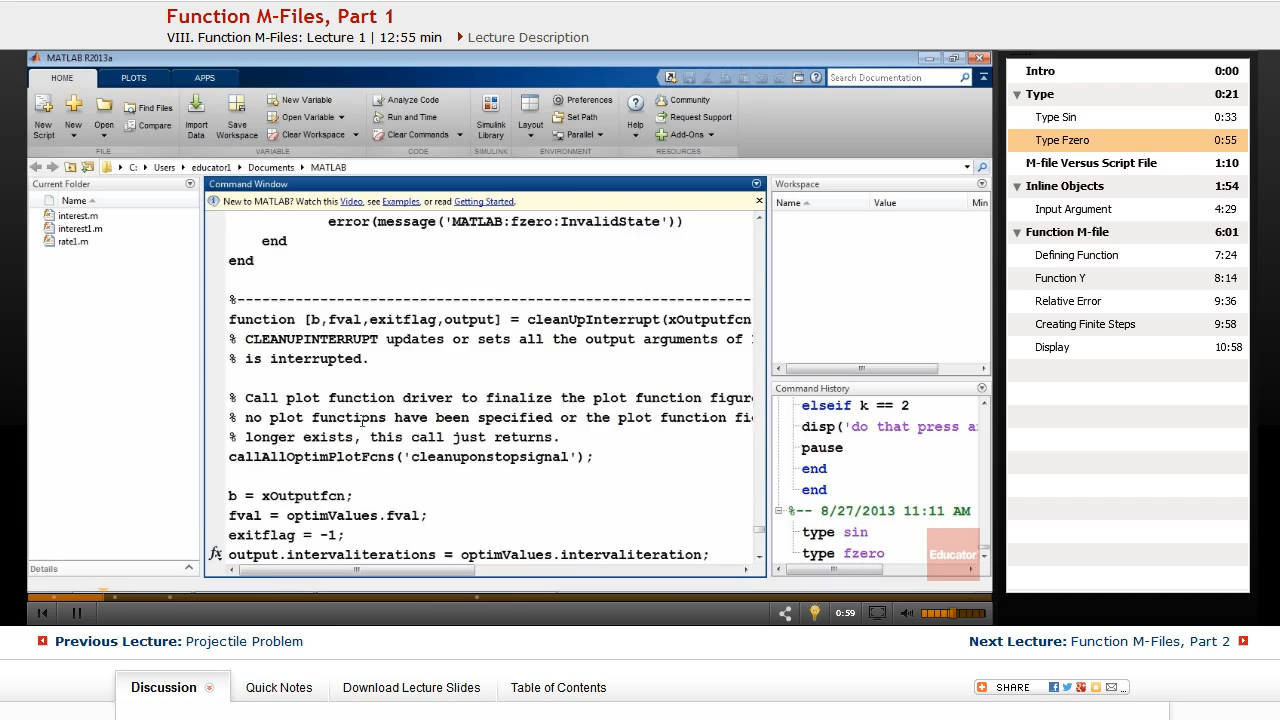 Function M-Files, Part 1
VIII. Function M-Files: Lecture 1 | 12:55 min Lecture Description
MATLAB R2013a
HOME PLOTS APPS
Search Documentation
New Script
New
Open
Find Files
Compare
Import Data
Save Workspace
New Variable
Open Variable
Clear Workspace
Analyze Code
Run and Time
Clear Commands
Simulink Library
Layout
Preferences
Set Path
Parallel
Help
Community
Request Support
Add-Ons
FILE VARIABLE CODE SIMULINK ENVIRONMENT RESOURCES
C: Users educator1 Documents MATLAB
Current Folder
Name
interest.m
interest1.m
rate1.m
Details
Command Window
New to MATLAB? Watch this Video, see Examples, or read Getting Started.
error(message('MATLAB:fzero:InvalidState'))
end
end
%---------------------------------------------------------------
function [b,fval,exitflag,output] = cleanUpInterrupt(xOutputfcn
% CLEANUPINTERRUPT updates or sets all the output arguments of
% is interrupted.
% Call plot function driver to finalize the plot function figur
% no plot functions have been specified or the plot function fi
% longer exists, this call just returns.
callAllOptimPlotFcns('cleanuponstopsignal');
b = xOutputfcn;
fval = optimValues.fval;
exitflag = -1;
fx output.intervaliterations = optimValues.intervaliteration;
Workspace
Name Value Min
Command History
elseif k == 2
disp('do that press a
pause
end
end
%-- 8/27/2013 11:11 AM
type sin
type fzero
Educator
0:59
Intro 0:00
Type 0:21
Type Sin 0:33
Type Fzero 0:55
M-file Versus Script File 1:10
Inline Objects 1:54
Input Argument 4:29
Function M-file 6:01
Defining Function 7:24
Function Y 8:14
Relative Error 9:36
Creating Finite Steps 9:58
Display 10:58
Previous Lecture: Projectile Problem
Next Lecture: Function M-Files, Part 2
Discussion Quick Notes Download Lecture Slides Table of Contents
SHARE